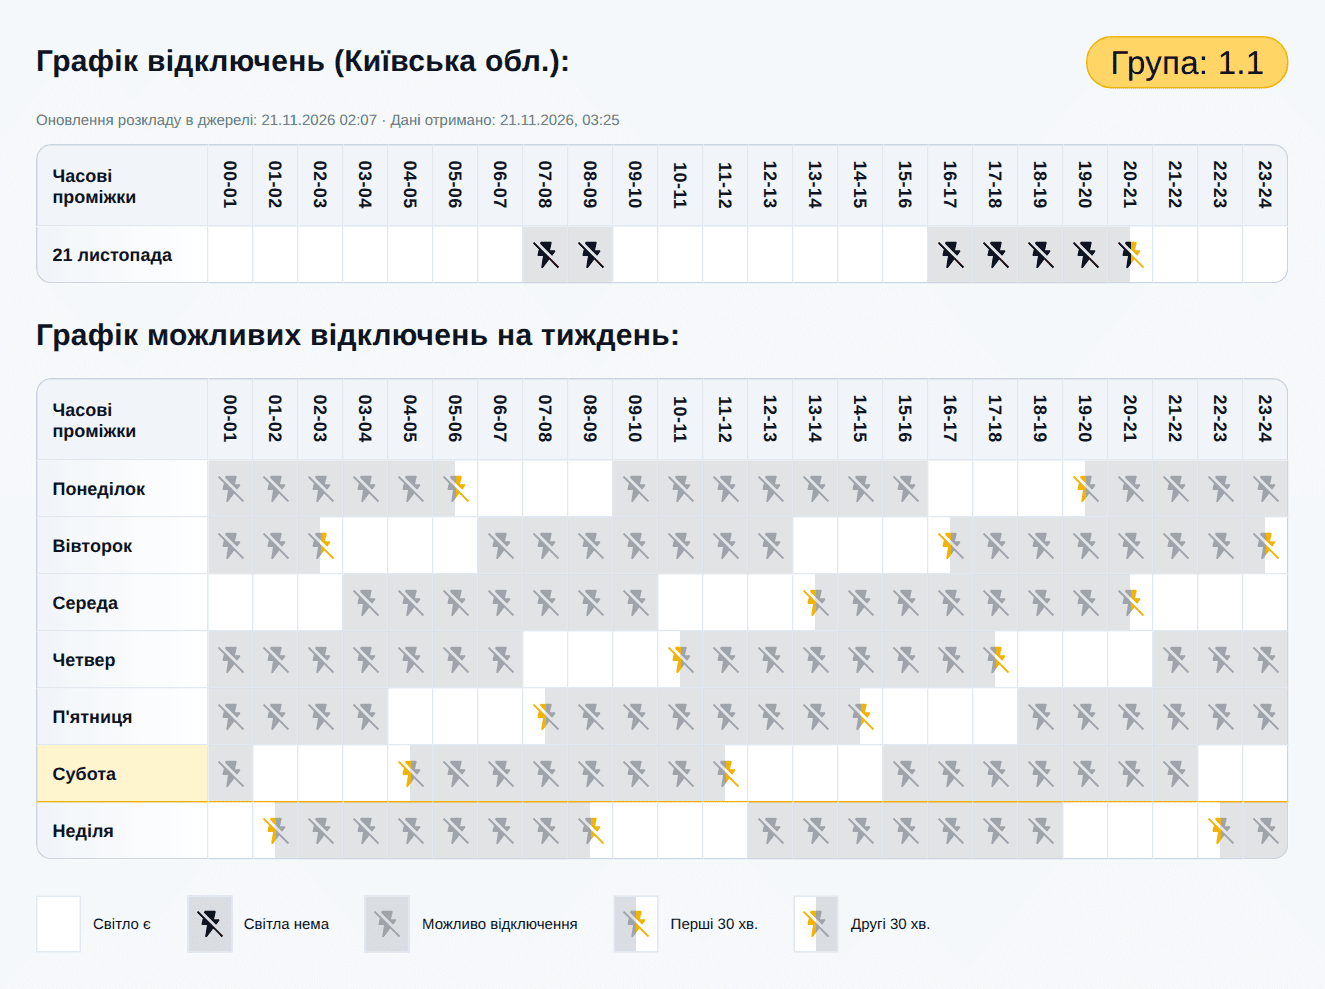 Графік відключень (Київська обл.):
Група: 1.1
Оновлення розкладу в джерелі: 21.11.2026 02:07 · Дані отримано: 21.11.2026, 03:25
Часові проміжки 00-01 01-02 02-03 03-04 04-05 05-06 06-07 07-08 08-09 09-10 10-11 11-12 12-13 13-14 14-15 15-16 16-17 17-18 18-19 19-20 20-21 21-22 22-23 23-24
21 листопада
Графік можливих відключень на тиждень:
Часові проміжки 00-01 01-02 02-03 03-04 04-05 05-06 06-07 07-08 08-09 09-10 10-11 11-12 12-13 13-14 14-15 15-16 16-17 17-18 18-19 19-20 20-21 21-22 22-23 23-24
Понеділок
Вівторок
Середа
Четвер
П'ятниця
Субота
Неділя
Світло є Світла нема Можливо відключення Перші 30 хв. Другі 30 хв.